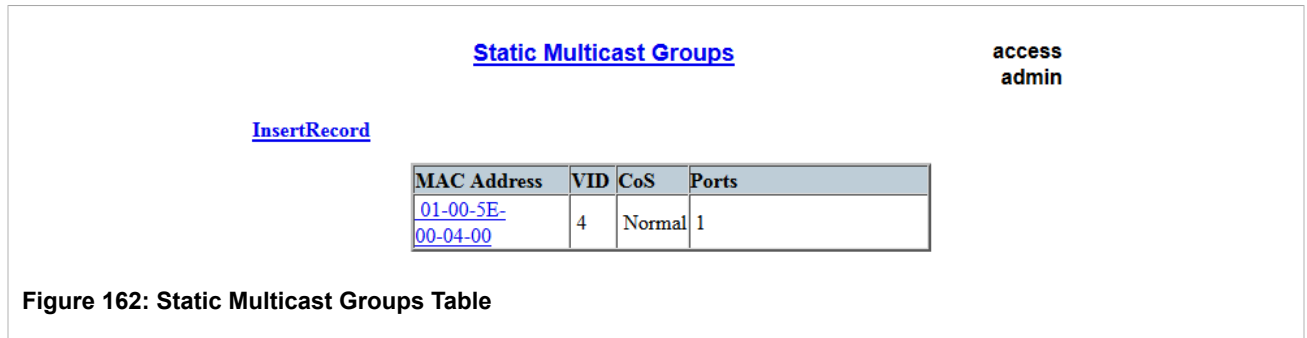 Static Multicast Groups
access
admin
InsertRecord
MAC Address VID CoS Ports
01-00-5E-
00-04-00 4 Normal 1
Figure 162: Static Multicast Groups Table